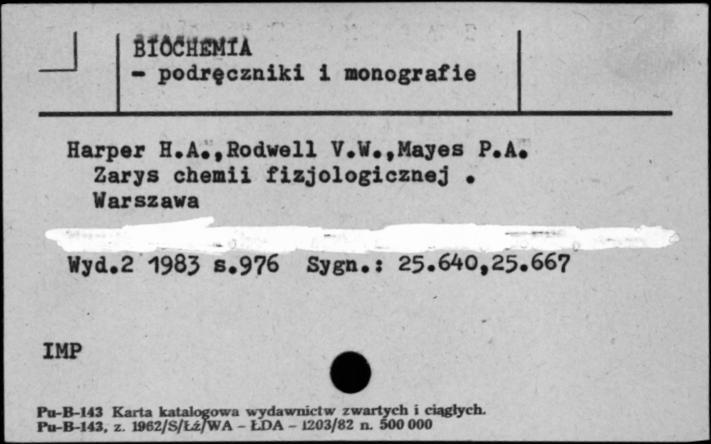 BIOCHEMIA
- podręczniki i monografie
Harper H.A.,Rodwell V.W.,Mayes P.A.
Zarys chemii fizjologicznej .
Warszawa
Wyd.2 1983 s.976 Sygn.: 25.640,25.667
IMP
Pu-B-143 Karta katalogowa wydawnictw zwartych i ciągłych.
Pu-B-143, z. 1962/S/Łź/WA - ŁDA - 1203/82 n. 500 000